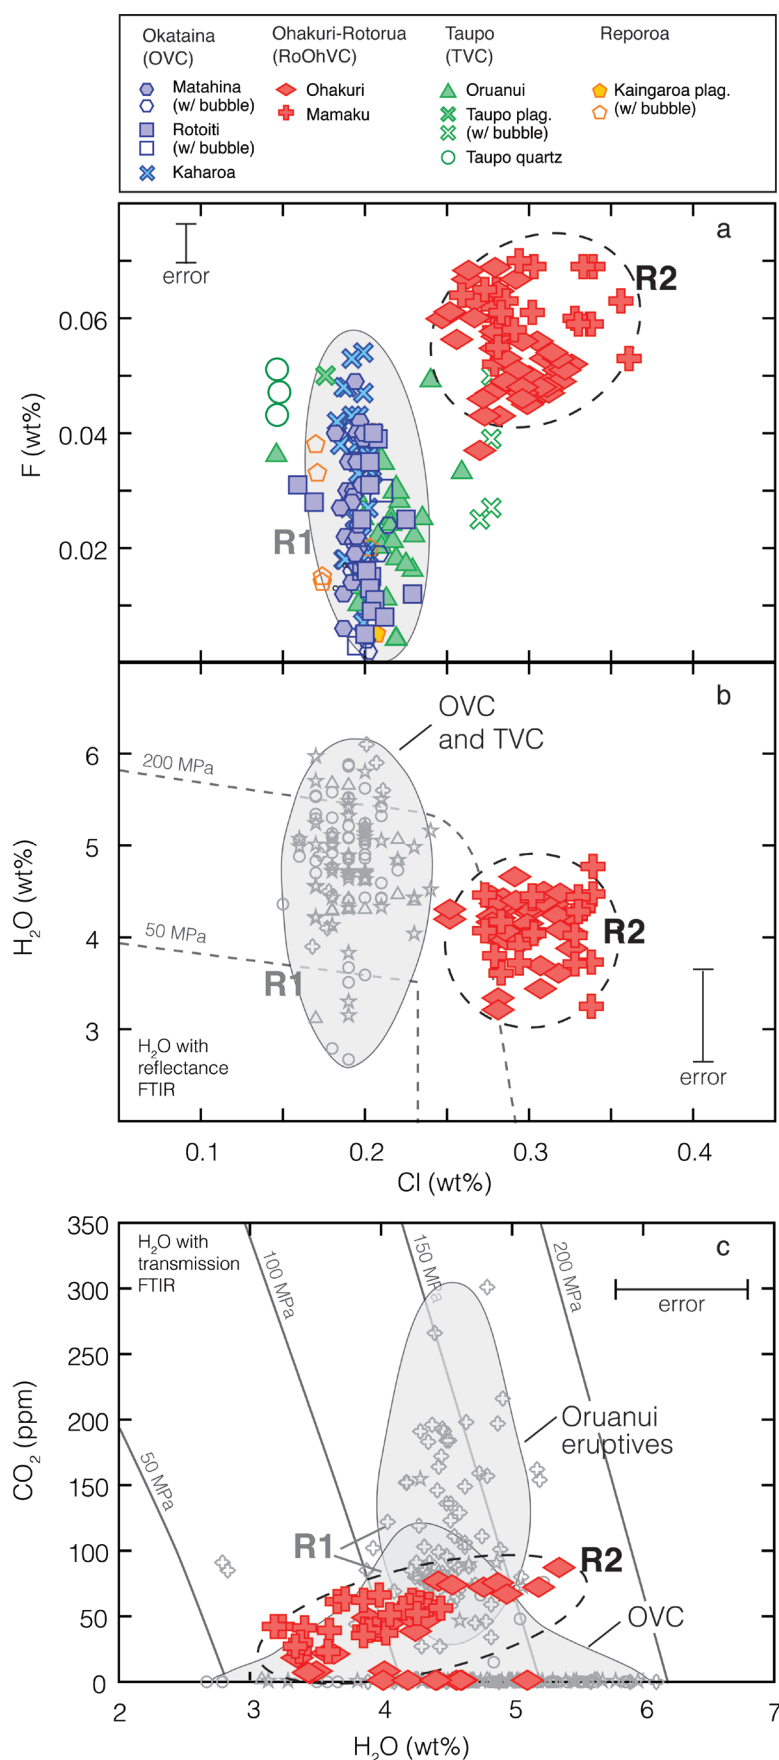 Okataina
(OVC)
Ohakuri-Rotorua
(RoOhVC)
Taupo
(TVC)
Reporoa
Matahina
(w/ bubble)
Rotoiti
(w/ bubble)
Kaharoa
Ohakuri
Mamaku
Oruanui
Taupo plag.
(w/ bubble)
Taupo quartz
Kaingaroa plag.
(w/ bubble)
a
error
R2
R1
0.06
0.04
0.02
F (wt%)
b
OVC
and TVC
200 MPa
50 MPa
R1
R2
error
H₂O with
reflectance
FTIR
6
5
4
3
H₂O (wt%)
0.1 0.2 0.3 0.4
Cl (wt%)
c
H₂O with
transmission
FTIR
100 MPa
150 MPa
200 MPa
50 MPa
error
Oruanui
eruptives
R1
R2
OVC
350
300
250
200
150
100
50
0
CO₂ (ppm)
2 3 4 5 6 7
H₂O (wt%)